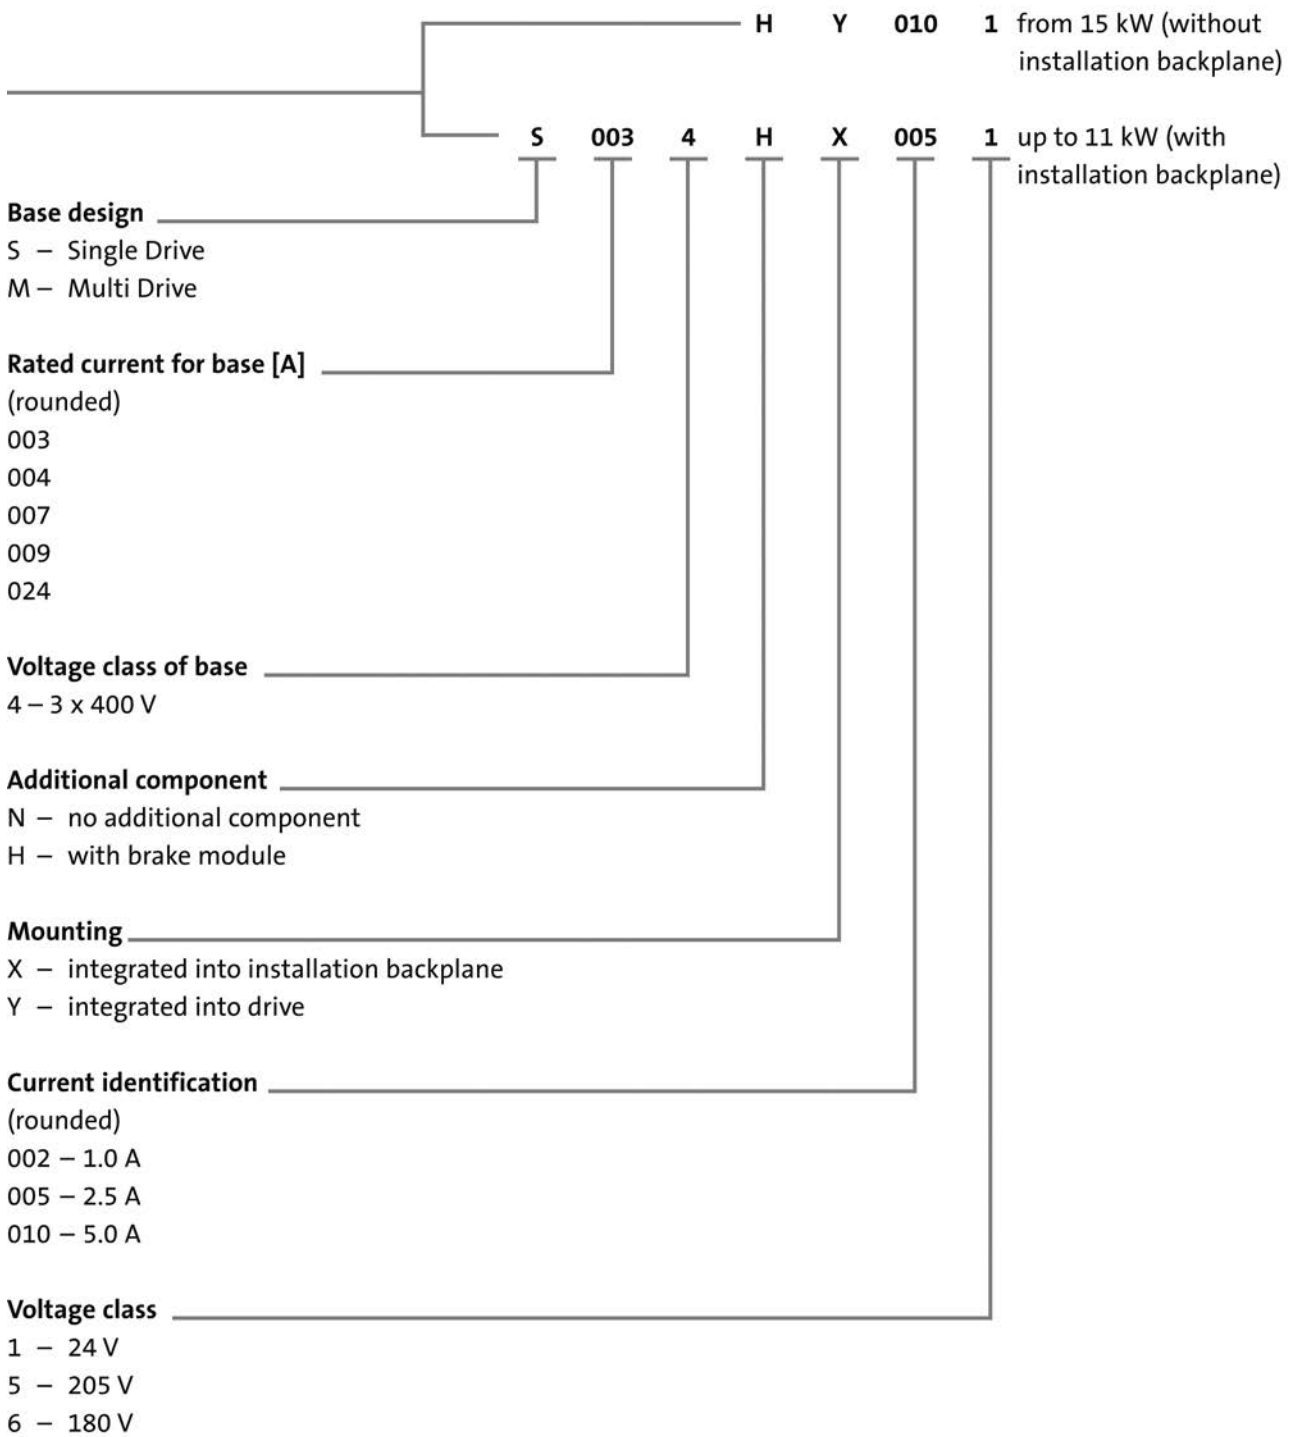 H Y 010 1 from 15 kW (without
installation backplane)
S 003 4 H X 005 1 up to 11 kW (with
installation backplane)
Base design
S – Single Drive
M – Multi Drive
Rated current for base [A]
(rounded)
003
004
007
009
024
Voltage class of base
4 – 3 x 400 V
Additional component
N – no additional component
H – with brake module
Mounting
X – integrated into installation backplane
Y – integrated into drive
Current identification
(rounded)
002 – 1.0 A
005 – 2.5 A
010 – 5.0 A
Voltage class
1 – 24 V
5 – 205 V
6 – 180 V